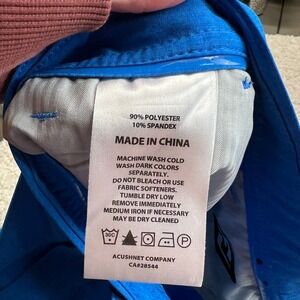 90% POLYESTER
10% SPANDEX
MADE IN CHINA
MACHINE WASH COLD
WASH DARK COLORS
SEPARATELY.
DO NOT BLEACH OR USE
FABRIC SOFTENERS.
TUMBLE DRY LOW
REMOVE IMMEDIATELY
MEDIUM IRON IF NECESSARY
MAY BE DRY CLEANED
30C
ACUSHNET COMPANY
CA#28544